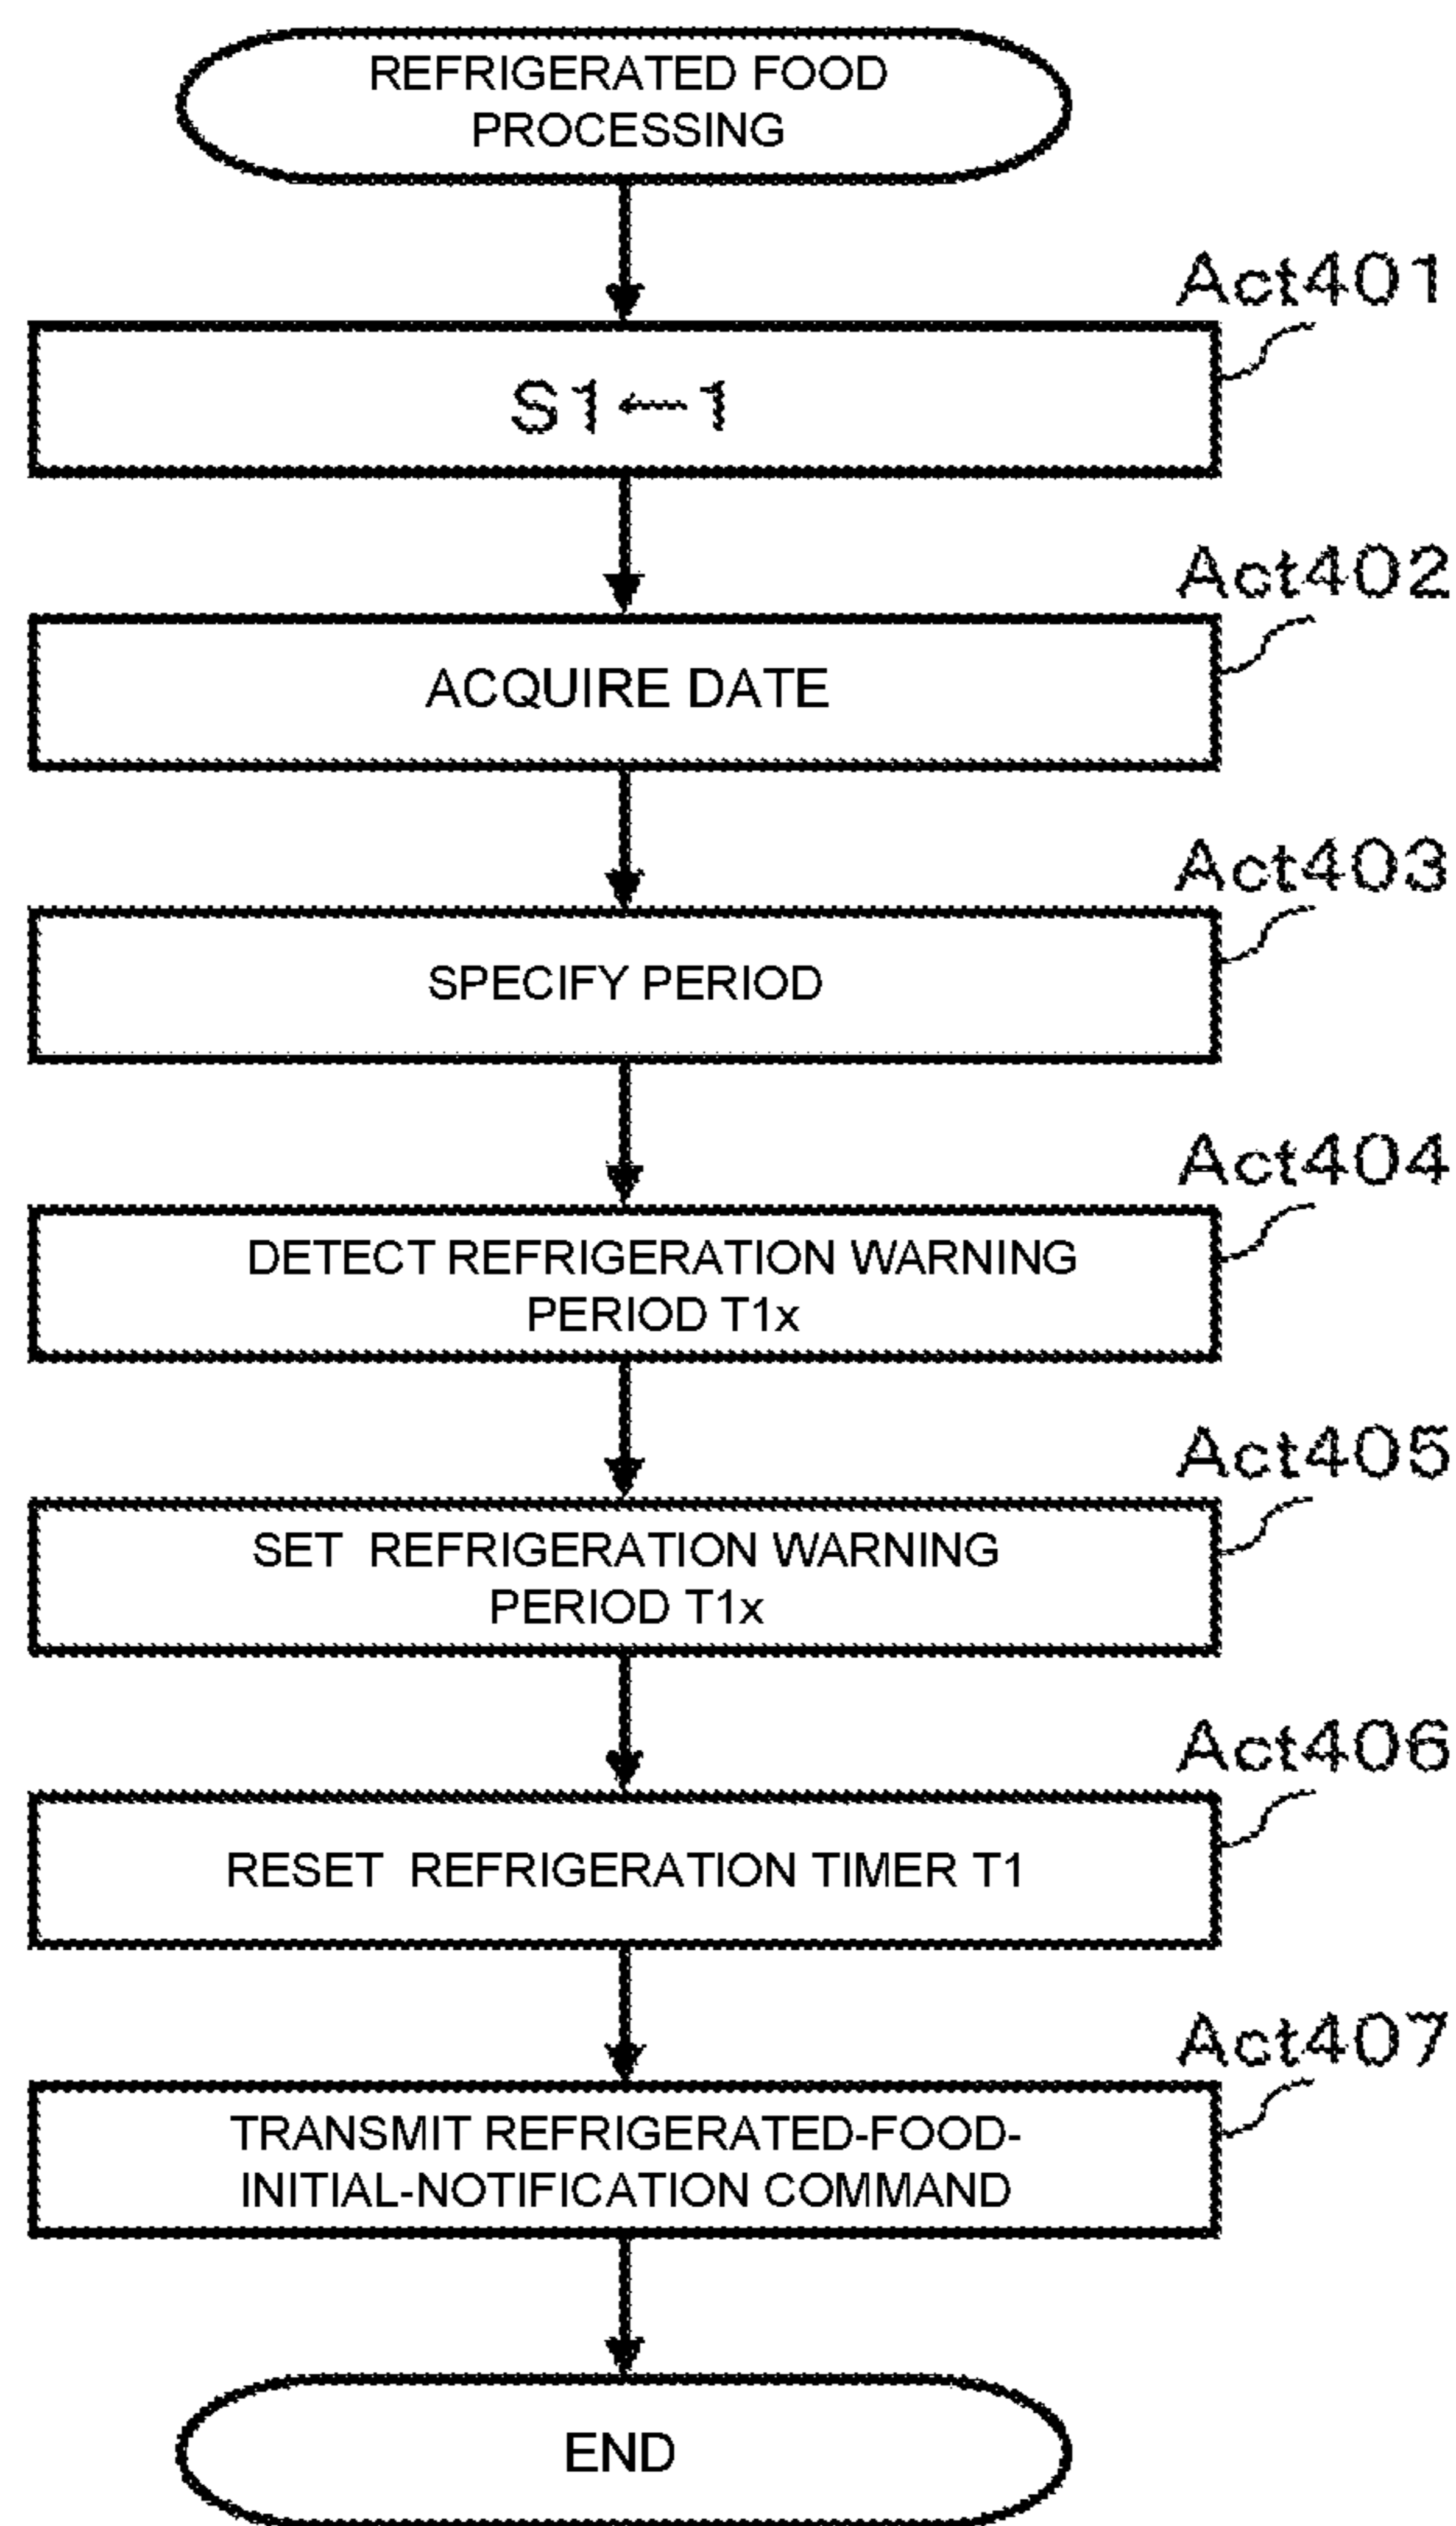 REFRIGERATED FOOD
PROCESSING
Act401
S1←1
Act402
ACQUIRE DATE
Act403
SPECIFY PERIOD
Act404
DETECT REFRIGERATION WARNING
PERIOD T1x
Act405
SET REFRIGERATION WARNING
PERIOD T1x
Act406
RESET REFRIGERATION TIMER T1
Act407
TRANSMIT REFRIGERATED-FOOD-
INITIAL-NOTIFICATION COMMAND
END